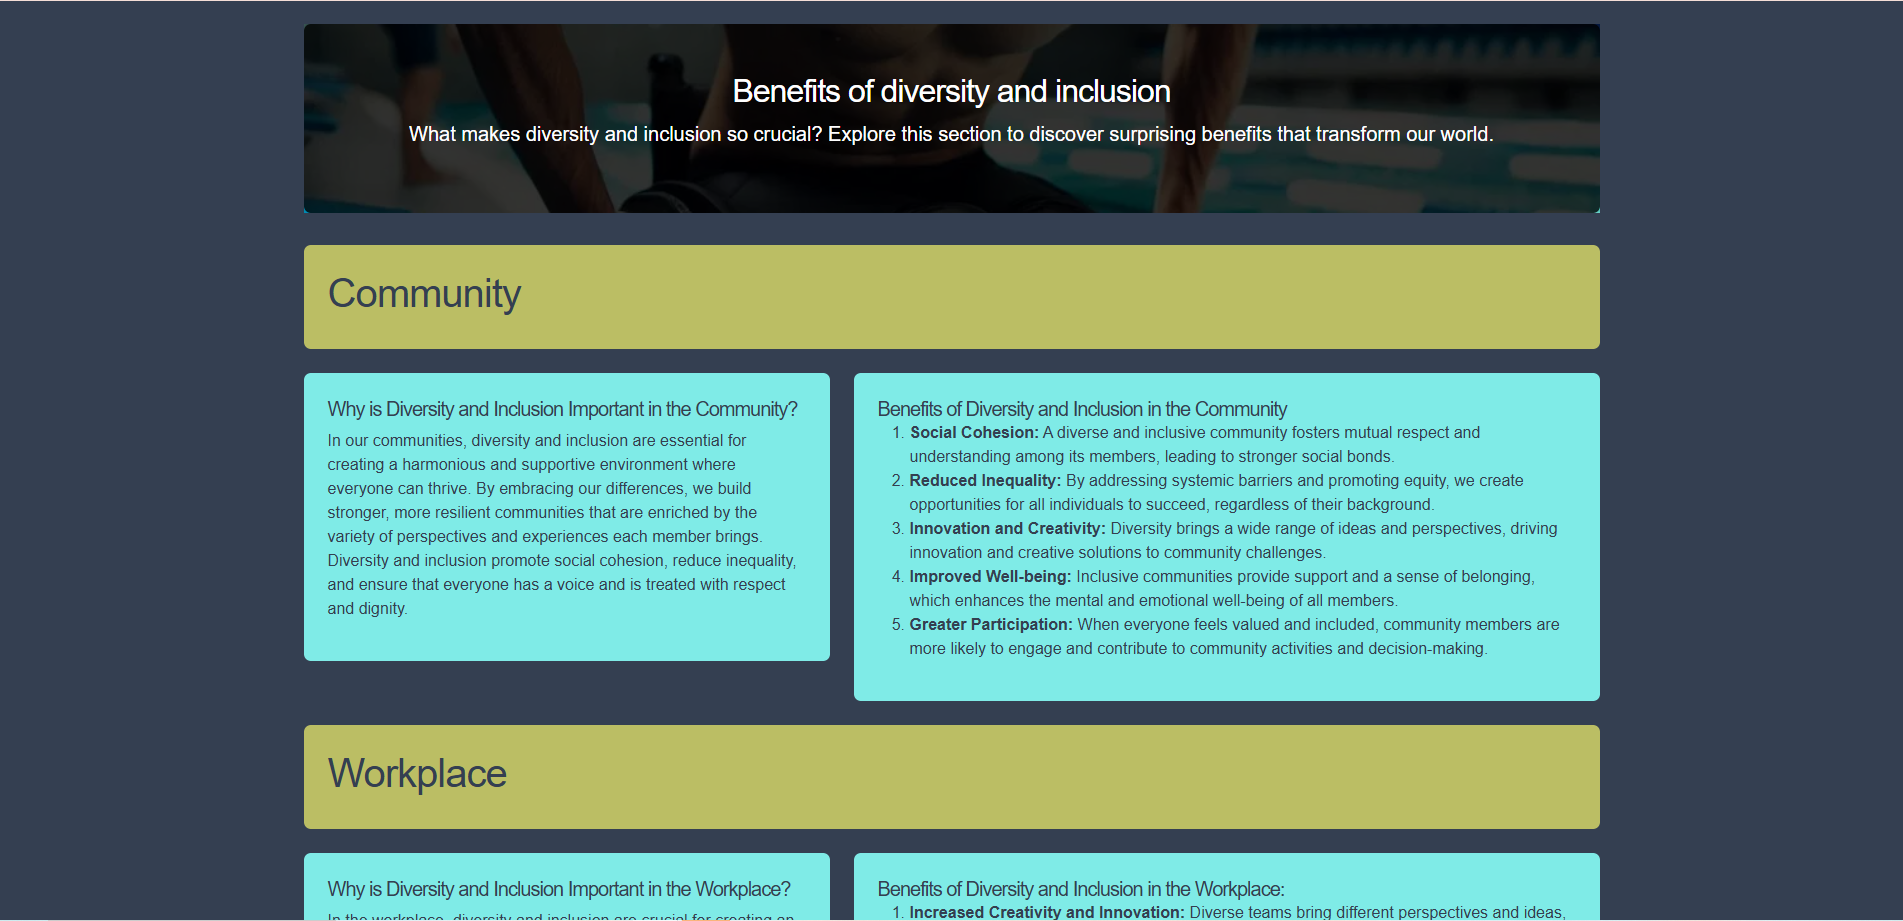 Benefits of diversity and inclusion
What makes diversity and inclusion so crucial? Explore this section to discover surprising benefits that transform our world.
Community
Why is Diversity and Inclusion Important in the Community?
In our communities, diversity and inclusion are essential for
creating a harmonious and supportive environment where
everyone can thrive. By embracing our differences, we build
stronger, more resilient communities that are enriched by the
variety of perspectives and experiences each member brings.
Diversity and inclusion promote social cohesion, reduce inequality,
and ensure that everyone has a voice and is treated with respect
and dignity.
Benefits of Diversity and Inclusion in the Community
1. Social Cohesion: A diverse and inclusive community fosters mutual respect and
understanding among its members, leading to stronger social bonds.
2. Reduced Inequality: By addressing systemic barriers and promoting equity, we create
opportunities for all individuals to succeed, regardless of their background.
3. Innovation and Creativity: Diversity brings a wide range of ideas and perspectives, driving
innovation and creative solutions to community challenges.
4. Improved Well-being: Inclusive communities provide support and a sense of belonging,
which enhances the mental and emotional well-being of all members.
5. Greater Participation: When everyone feels valued and included, community members are
more likely to engage and contribute to community activities and decision-making.
Workplace
Why is Diversity and Inclusion Important in the Workplace?
In the workplace, diversity and inclusion are crucial for creating an
Benefits of Diversity and Inclusion in the Workplace:
1. Increased Creativity and Innovation: Diverse teams bring different perspectives and ideas,